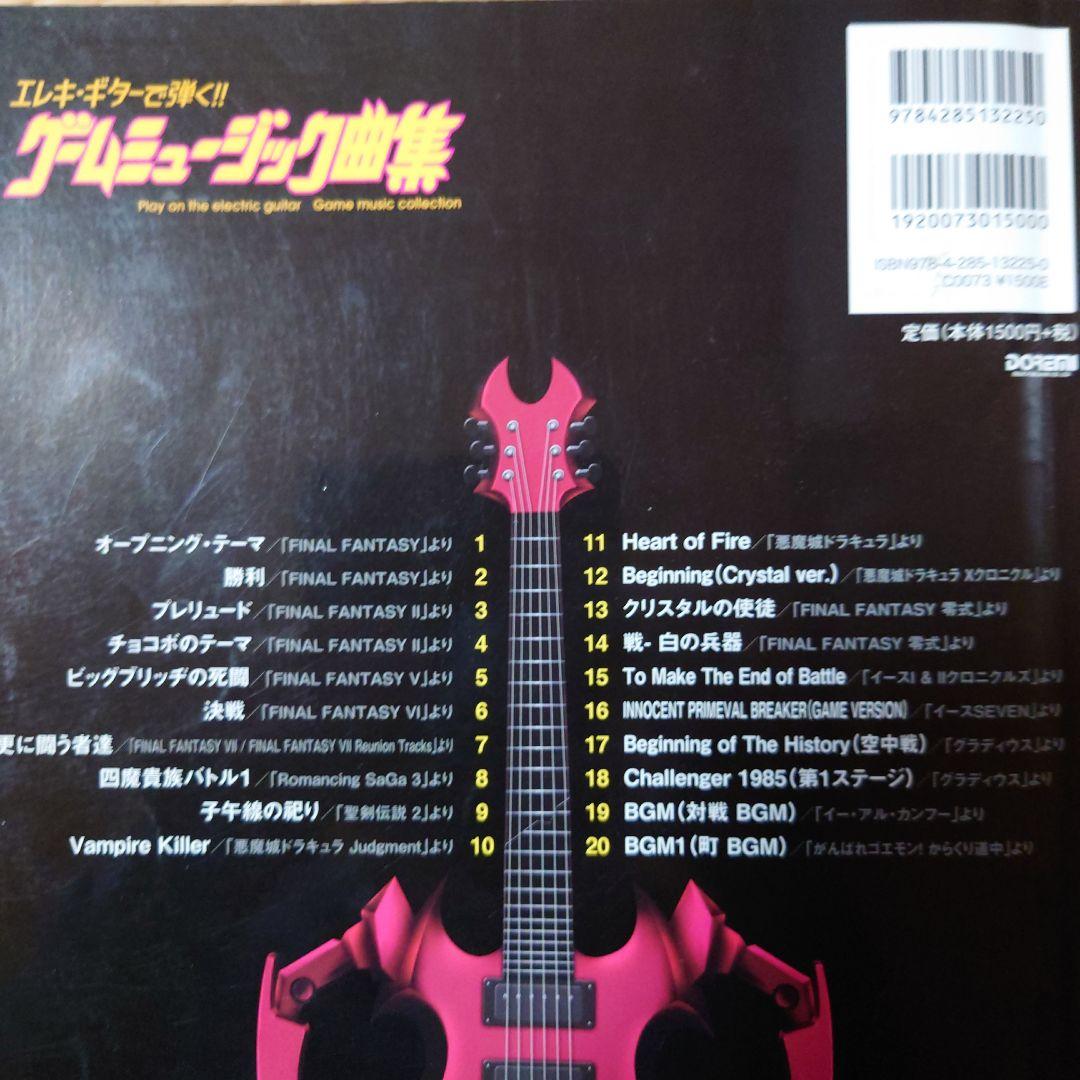 エレキ・ギターで弾く!!
ゲームミュージック曲集
Play on the electric guitar Game music collection
9784285132250
1920073015000
ISBN978-4-285-13225-0
C0073 ¥1500E
定価(本体1500円+税)
DOREMI
オープニング・テーマ/「FINAL FANTASY」より 1
勝利/「FINAL FANTASY」より 2
プレリュード/「FINAL FANTASY II」より 3
チョコボのテーマ/「FINAL FANTASY II」より 4
ビッグブリッヂの死闘/「FINAL FANTASY V」より 5
決戦/「FINAL FANTASY VI」より 6
更に闘う者達/「FINAL FANTASY VII / FINAL FANTASY VII Reunion Tracks」より 7
四魔貴族バトル1/「Romancing SaGa 3」より 8
子午線の祀り/「聖剣伝説 2」より 9
Vampire Killer/「悪魔城ドラキュラ Judgment」より 10
11 Heart of Fire/「悪魔城ドラキュラ」より
12 Beginning(Crystal ver.)/「悪魔城ドラキュラ Xクロニクル」より
13 クリスタルの使徒/「FINAL FANTASY 零式」より
14 戦- 白の兵器/「FINAL FANTASY 零式」より
15 To Make The End of Battle/「イースI & IIクロニクルズ」より
16 INNOCENT PRIMEVAL BREAKER(GAME VERSION)/「イースSEVEN」より
17 Beginning of The History(空中戦)/「グラディウス」より
18 Challenger 1985(第1ステージ)/「グラディウス」より
19 BGM(対戦 BGM)/「イー・アル・カンフー」より
20 BGM1(町 BGM)/「がんばれゴエモン! からくり道中」より